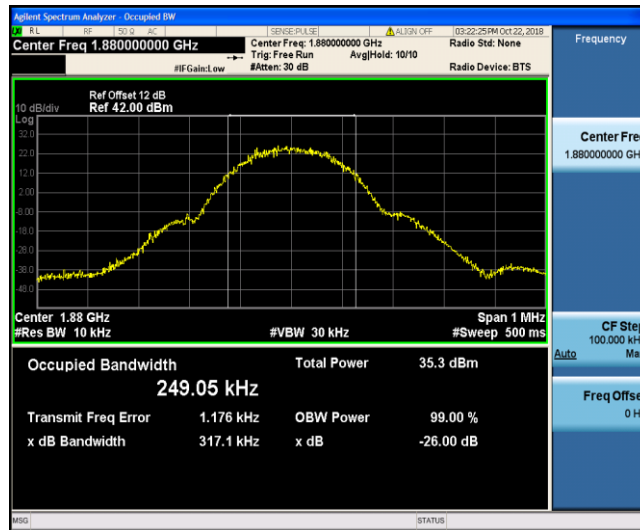 Agilent Spectrum Analyzer - Occupied BW
RL RF 50 Ω AC SENSE:PULSE ALIGN OFF 03:22:25 PM Oct 22, 2018
Center Freq 1.880000000 GHz Center Freq: 1.880000000 GHz Radio Std: None
Trig: Free Run Avg|Hold: 10/10
#IFGain:Low #Atten: 30 dB Radio Device: BTS
Ref Offset 12 dB
10 dB/div Ref 42.00 dBm
Log
32.0
22.0
12.0
2.00
-8.00
-18.0
-28.0
-38.0
-48.0
Center 1.88 GHz Span 1 MHz
#Res BW 10 kHz #VBW 30 kHz #Sweep 500 ms
Occupied Bandwidth Total Power 35.3 dBm
249.05 kHz
Transmit Freq Error 1.176 kHz OBW Power 99.00 %
x dB Bandwidth 317.1 kHz x dB -26.00 dB
MSG STATUS
Frequency
Center Fre
1.880000000 GH
CF Step
100.000 kH
Auto Ma
Freq Offse
0 H